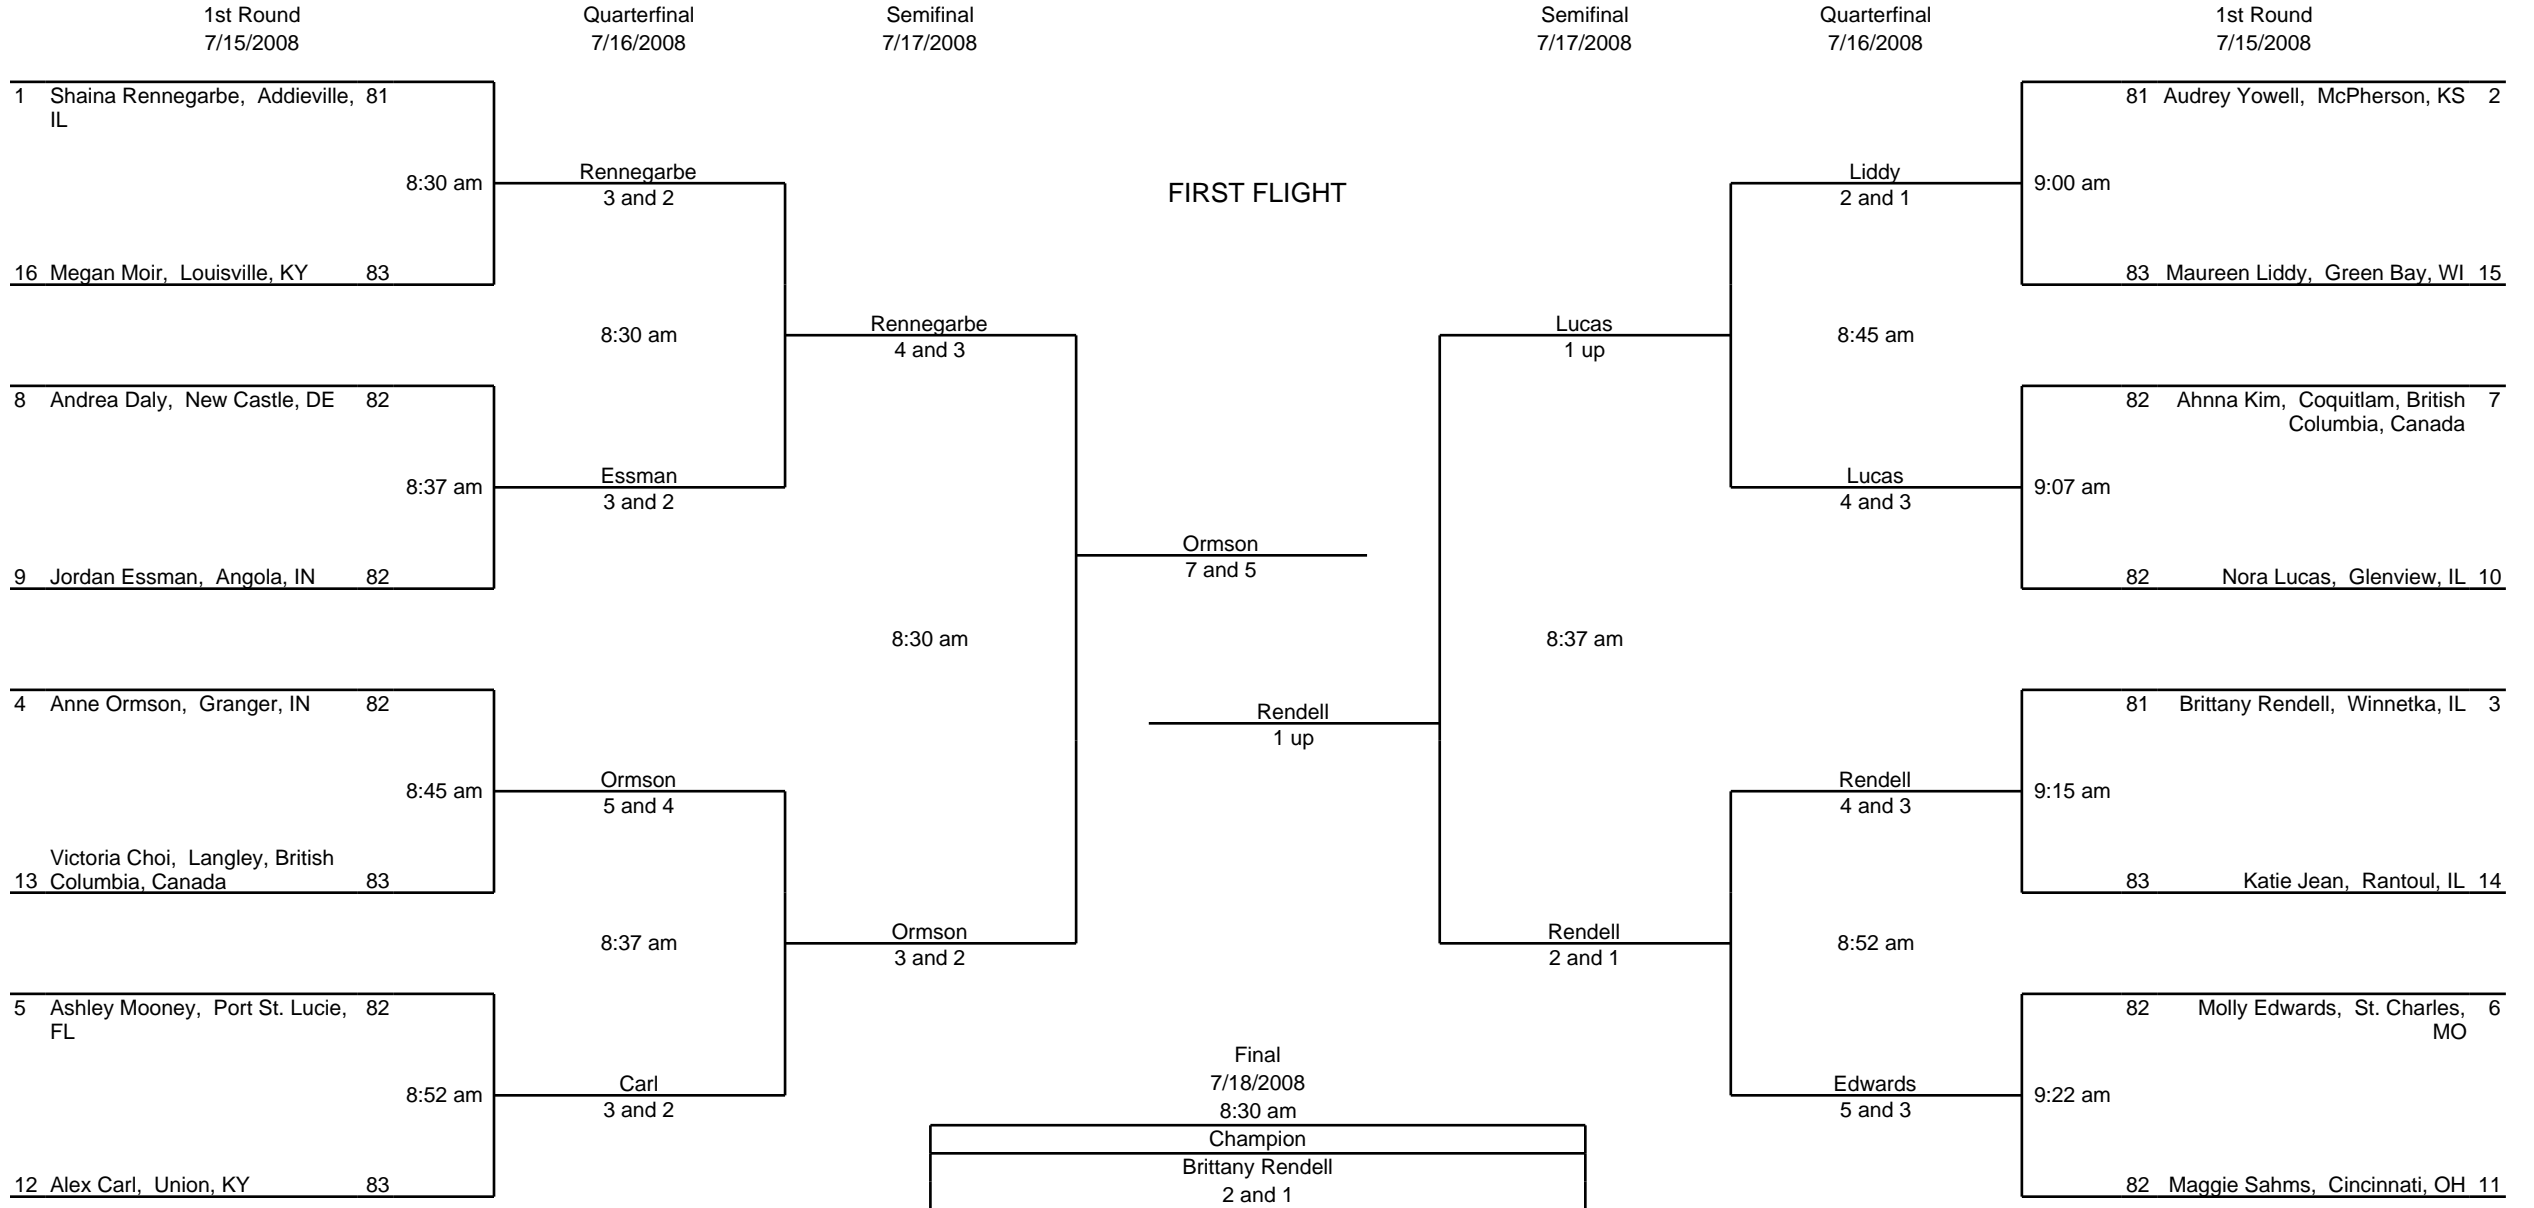 1st Round
7/15/2008
Quarterfinal
7/16/2008
Semifinal
7/17/2008
Semifinal
7/17/2008
Quarterfinal
7/16/2008
1st Round
7/15/2008
FIRST FLIGHT
1 Shaina Rennegarbe, Addieville, 81
IL
8:30 am
16 Megan Moir, Louisville, KY 83
8 Andrea Daly, New Castle, DE 82
8:37 am
9 Jordan Essman, Angola, IN 82
4 Anne Ormson, Granger, IN 82
8:45 am
Victoria Choi, Langley, British
13 Columbia, Canada 83
5 Ashley Mooney, Port St. Lucie, 82
FL
8:52 am
12 Alex Carl, Union, KY 83
Rennegarbe
3 and 2
8:30 am
Essman
3 and 2
Ormson
5 and 4
8:37 am
Carl
3 and 2
Rennegarbe
4 and 3
8:30 am
Ormson
3 and 2
Ormson
7 and 5
Rendell
1 up
Lucas
1 up
8:37 am
Rendell
2 and 1
Liddy
2 and 1
8:45 am
Lucas
4 and 3
Rendell
4 and 3
8:52 am
Edwards
5 and 3
81 Audrey Yowell, McPherson, KS 2
9:00 am
83 Maureen Liddy, Green Bay, WI 15
82 Ahnna Kim, Coquitlam, British 7
Columbia, Canada
9:07 am
82 Nora Lucas, Glenview, IL 10
81 Brittany Rendell, Winnetka, IL 3
9:15 am
83 Katie Jean, Rantoul, IL 14
82 Molly Edwards, St. Charles, 6
MO
9:22 am
82 Maggie Sahms, Cincinnati, OH 11
Final
7/18/2008
8:30 am
Champion
Brittany Rendell
2 and 1